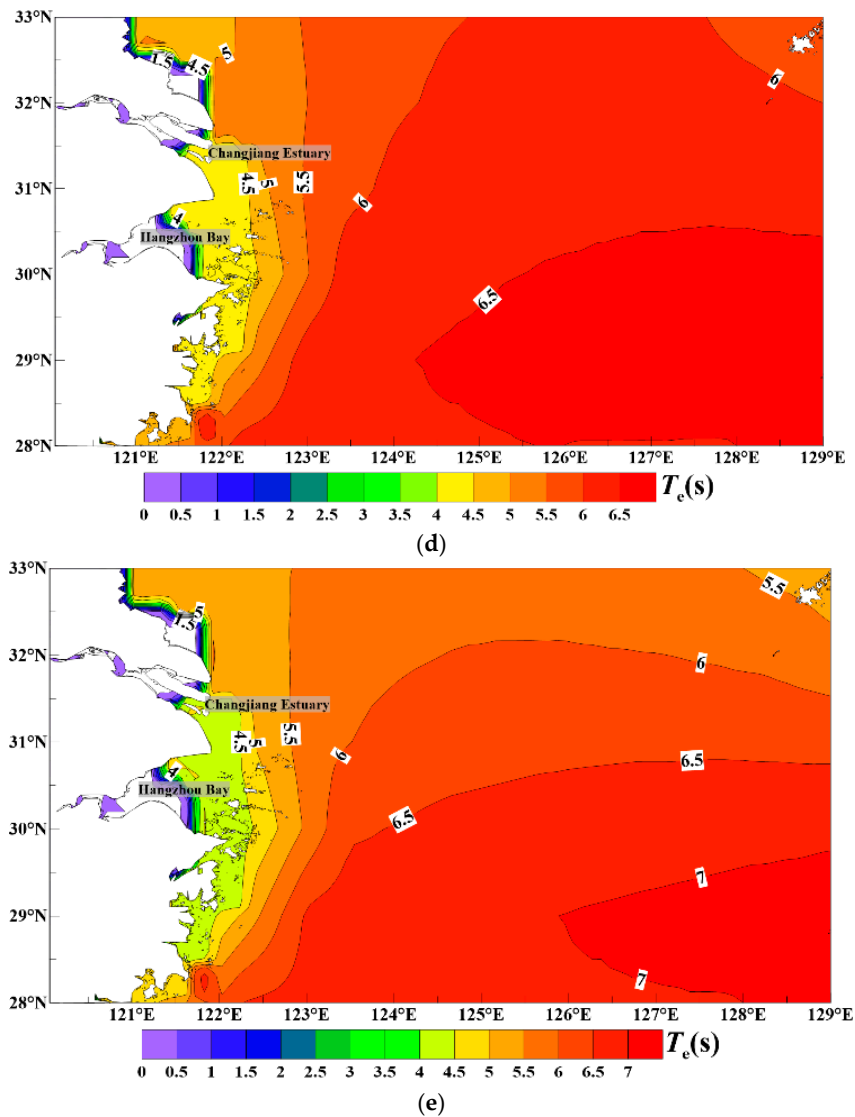 33°N
1.5
4.5
5
6
32°N
Changjiang Estuary
31°N
4.5
5
5.5
6
4
Hangzhou Bay
30°N
6.5
29°N
28°N
121°E 122°E 123°E 124°E 125°E 126°E 127°E 128°E 129°E
Te(s)
0 0.5 1 1.5 2 2.5 3 3.5 4 4.5 5 5.5 6 6.5
(d)
33°N
1.5
5
5.5
32°N
6
Changjiang Estuary
31°N
4.5
5
5.5
6
6.5
4
Hangzhou Bay
30°N
6.5
29°N
7
28°N
7
121°E 122°E 123°E 124°E 125°E 126°E 127°E 128°E 129°E
Te(s)
0 0.5 1 1.5 2 2.5 3 3.5 4 4.5 5 5.5 6 6.5 7
(e)